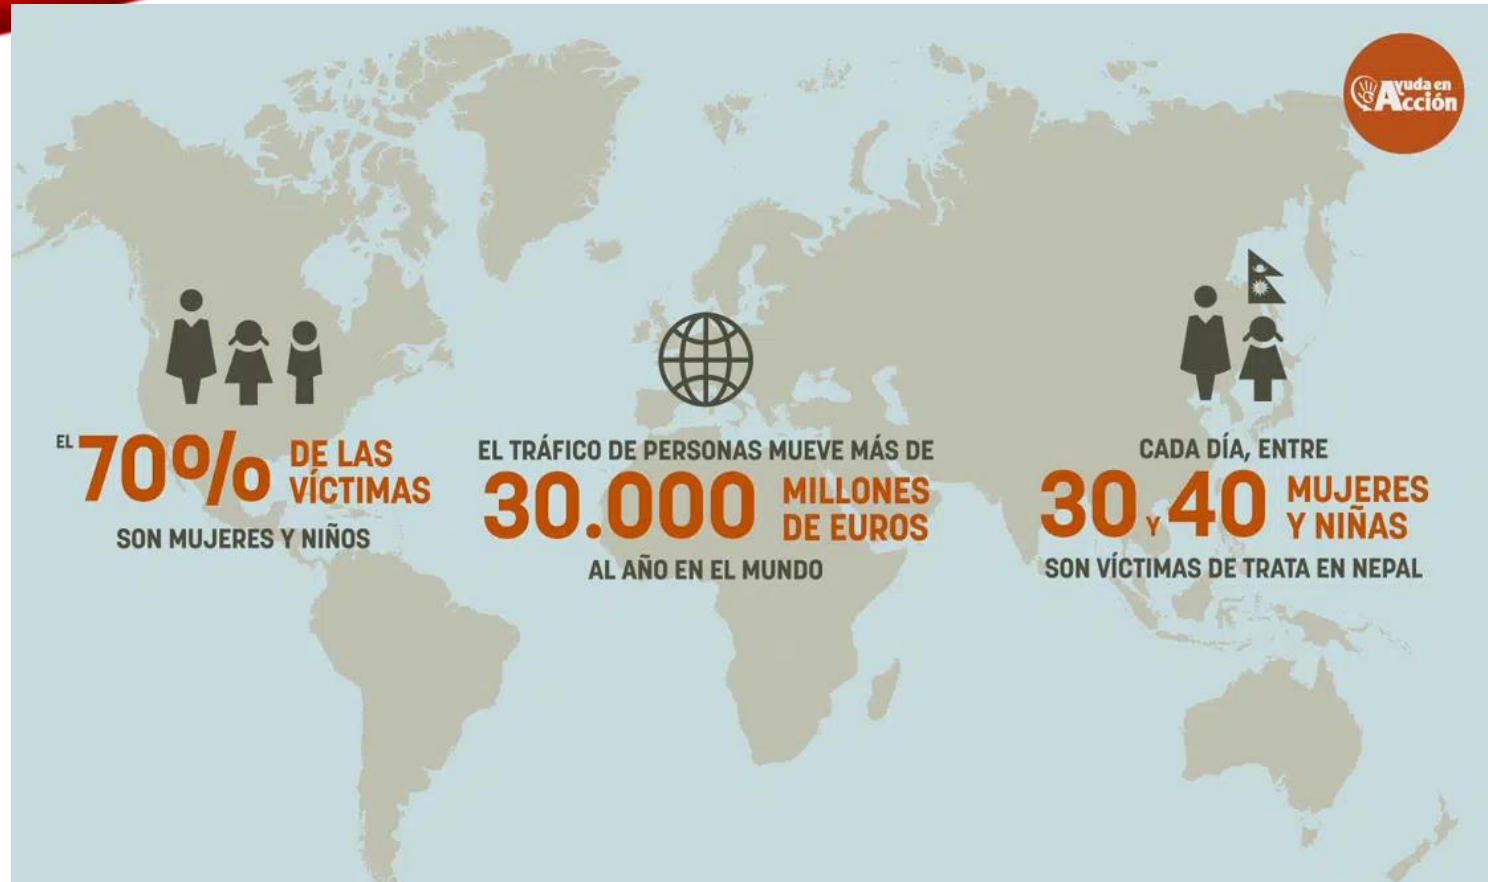 Ayuda en
Acción
EL 70% DE LAS
VÍCTIMAS
SON MUJERES Y NIÑOS
EL TRÁFICO DE PERSONAS MUEVE MÁS DE
30.000 MILLONES
DE EUROS
AL AÑO EN EL MUNDO
CADA DÍA, ENTRE
30 Y 40 MUJERES
Y NIÑAS
SON VÍCTIMAS DE TRATA EN NEPAL